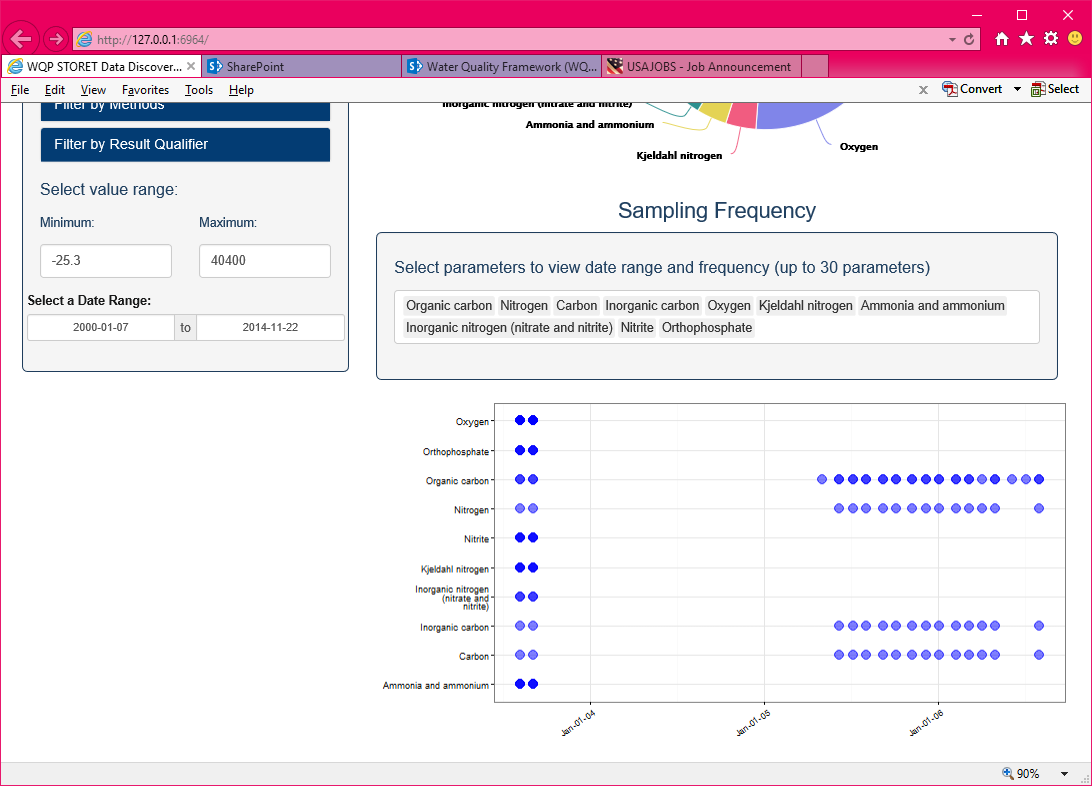 http://127.0.0.1:6964/
WQP STORET Data Discover...
SharePoint
Water Quality Framework (WQ...
USAJOBS - Job Announcement
File Edit View Favorites Tools Help
x Convert Select
Filter by Methods
Filter by Result Qualifier
Select value range:
Minimum: Maximum:
-25.3 40400
Select a Date Range:
2000-01-07 to 2014-11-22
Inorganic nitrogen (nitrate and nitrite)
Ammonia and ammonium
Kjeldahl nitrogen
Oxygen
Sampling Frequency
Select parameters to view date range and frequency (up to 30 parameters)
Organic carbon Nitrogen Carbon Inorganic carbon Oxygen Kjeldahl nitrogen Ammonia and ammonium
Inorganic nitrogen (nitrate and nitrite) Nitrite Orthophosphate
Oxygen
Orthophosphate
Organic carbon
Nitrogen
Nitrite
Kjeldahl nitrogen
Inorganic nitrogen
(nitrate and
nitrite)
Inorganic carbon
Carbon
Ammonia and ammonium
Jan-01-04 Jan-01-05 Jan-01-06
90%